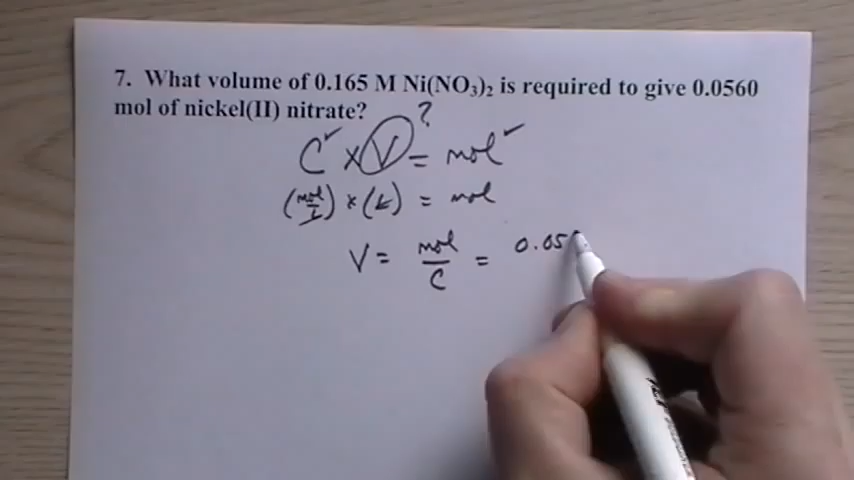 7. What volume of 0.165 M Ni(NO₃)₂ is required to give 0.0560
mol of nickel(II) nitrate?
?
C✓ × V = mol✓
(mol/L) × (L) = mol
V = mol/C = 0.05